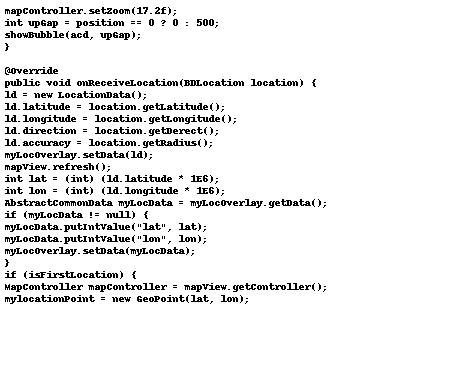 mapController.setZoom(17.2f);
int upGap = position == 0 ? 0 : 500;
showBubble(acd, upGap);
}

@Override
public void onReceiveLocation(BDLocation location) {
ld = new LocationData();
ld.latitude = location.getLatitude();
ld.longitude = location.getLongitude();
ld.direction = location.getDerect();
ld.accuracy = location.getRadius();
myLocOverlay.setData(ld);
mapView.refresh();
int lat = (int) (ld.latitude * 1E6);
int lon = (int) (ld.longitude * 1E6);
AbstractCommonData myLocData = myLocOverlay.getData();
if (myLocData != null) {
myLocData.putIntValue("lat", lat);
myLocData.putIntValue("lon", lon);
myLocOverlay.setData(myLocData);
}
if (isFirstLocation) {
MapController mapController = mapView.getController();
mylocationPoint = new GeoPoint(lat, lon);